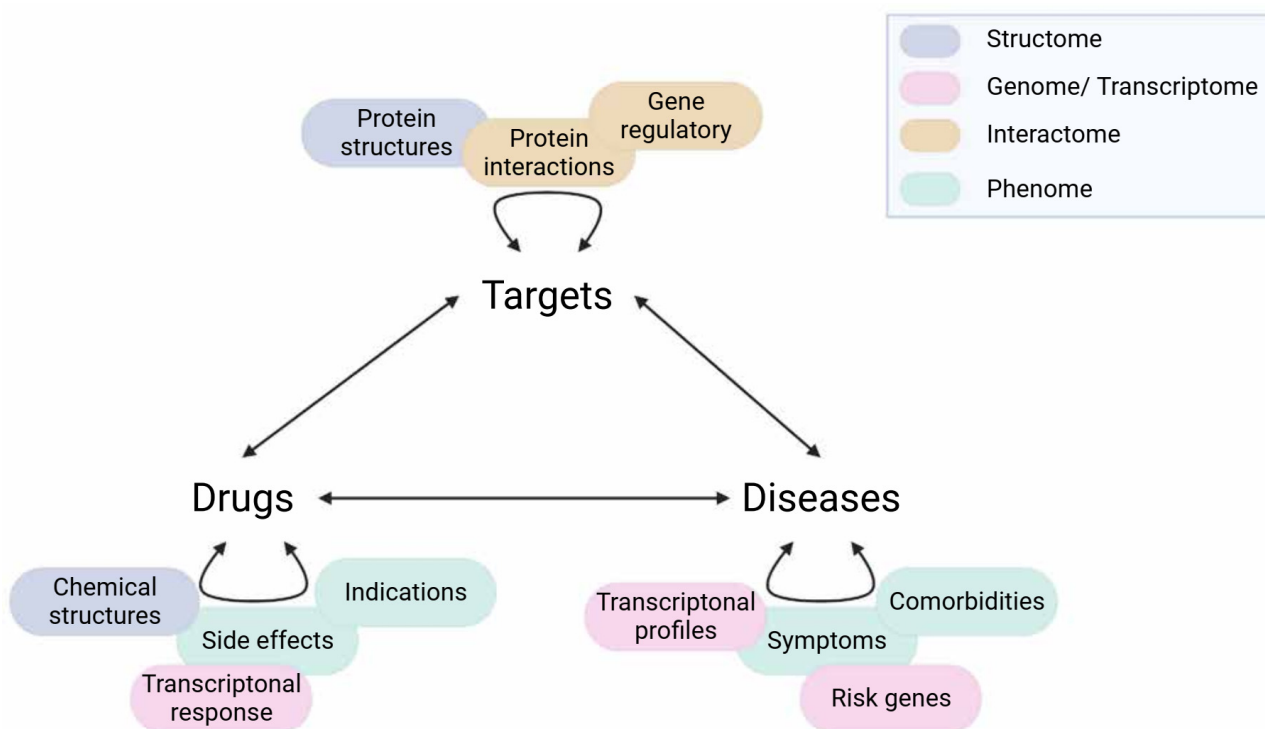 Structome
Genome/ Transcriptome
Interactome
Phenome
Protein
structures
Protein
interactions
Gene
regulatory
Targets
Drugs
Diseases
Chemical
structures
Side effects
Indications
Transcriptonal
response
Transcriptonal
profiles
Symptoms
Comorbidities
Risk genes